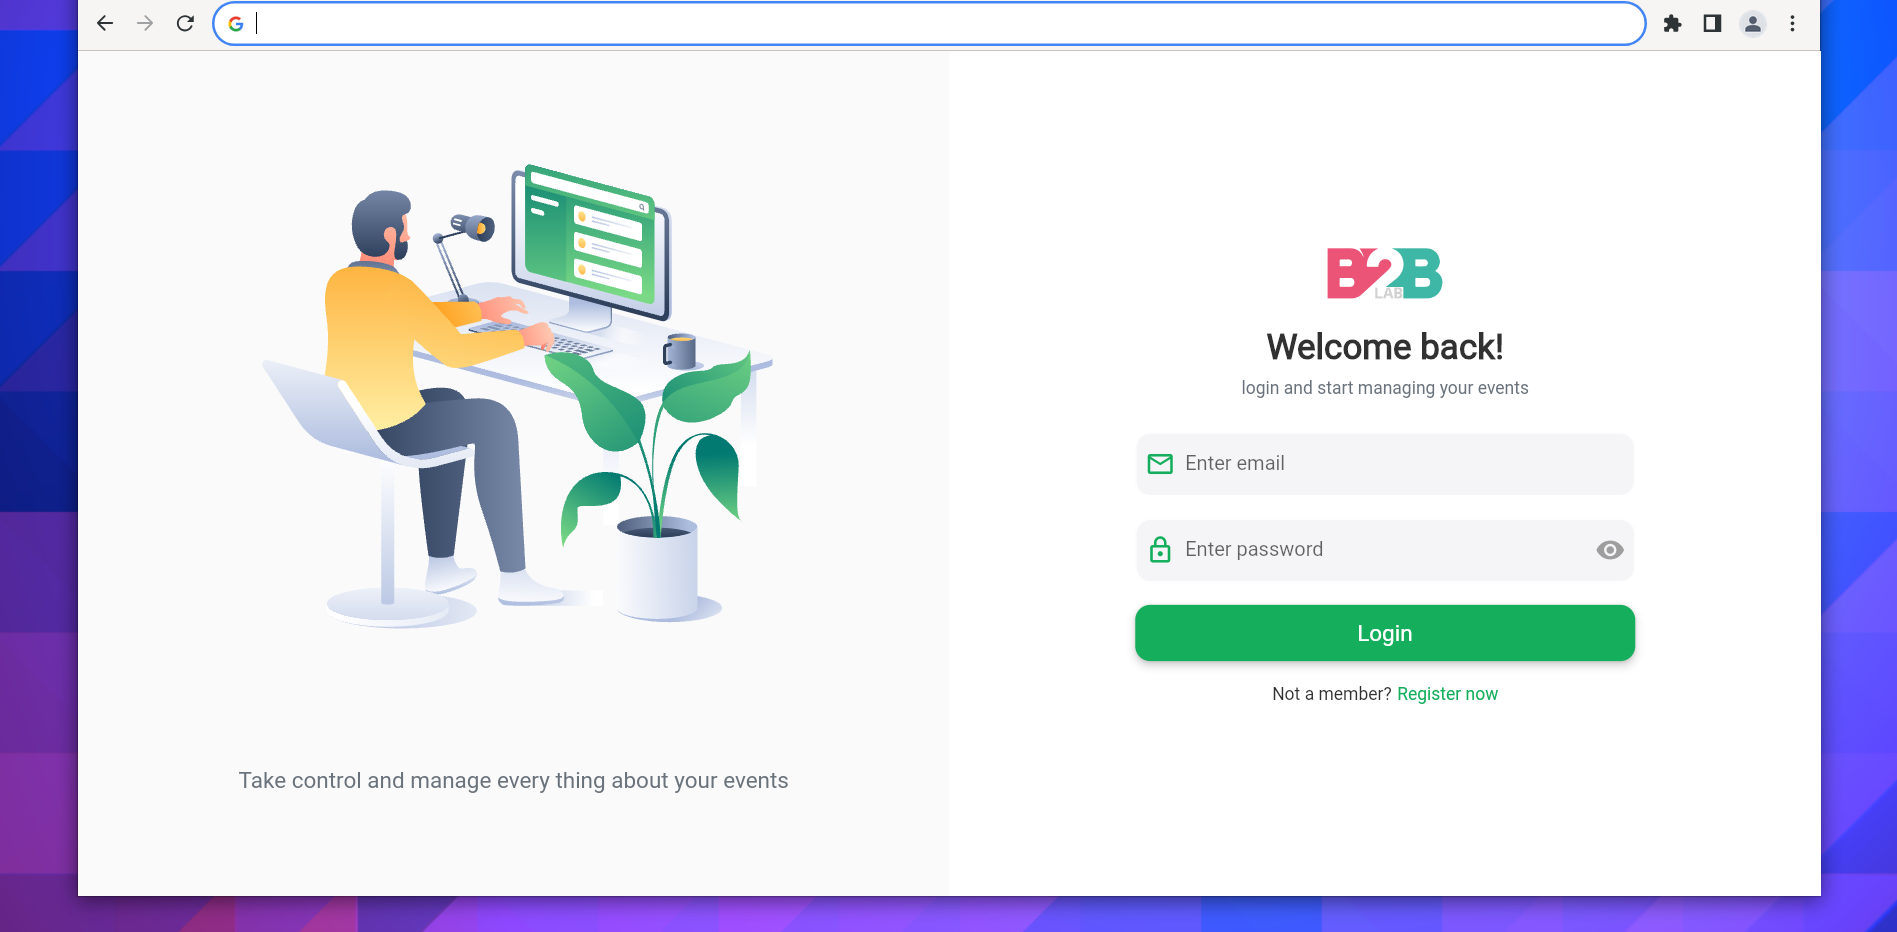 B2B
LAB
Welcome back!
login and start managing your events
Enter email
Enter password
Login
Not a member? Register now
Take control and manage every thing about your events